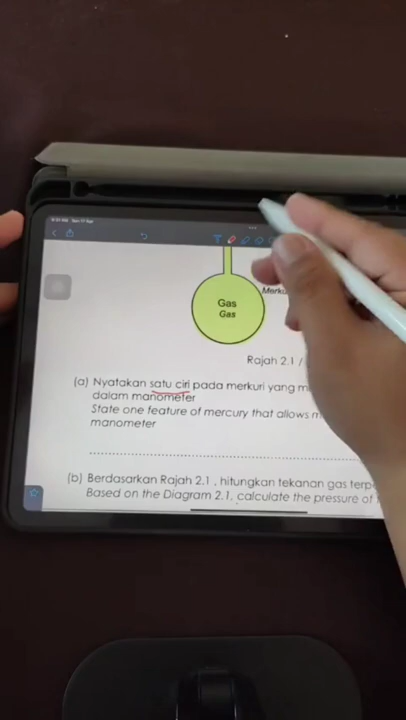 Gas
Gas
Rajah 2.1 /
(a) Nyatakan satu ciri pada merkuri yang
dalam manometer
State one feature of mercury that allows
manometer
(b) Berdasarkan Rajah 2.1 , hitungkan tekanan gas
Based on the Diagram 2.1, calculate the pressure of